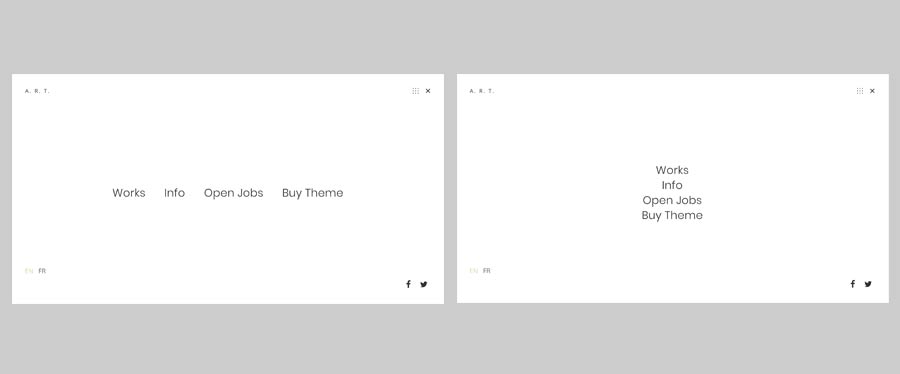 A. R. T.
Works Info Open Jobs Buy Theme
EN FR
A. R. T.
Works
Info
Open Jobs
Buy Theme
EN FR